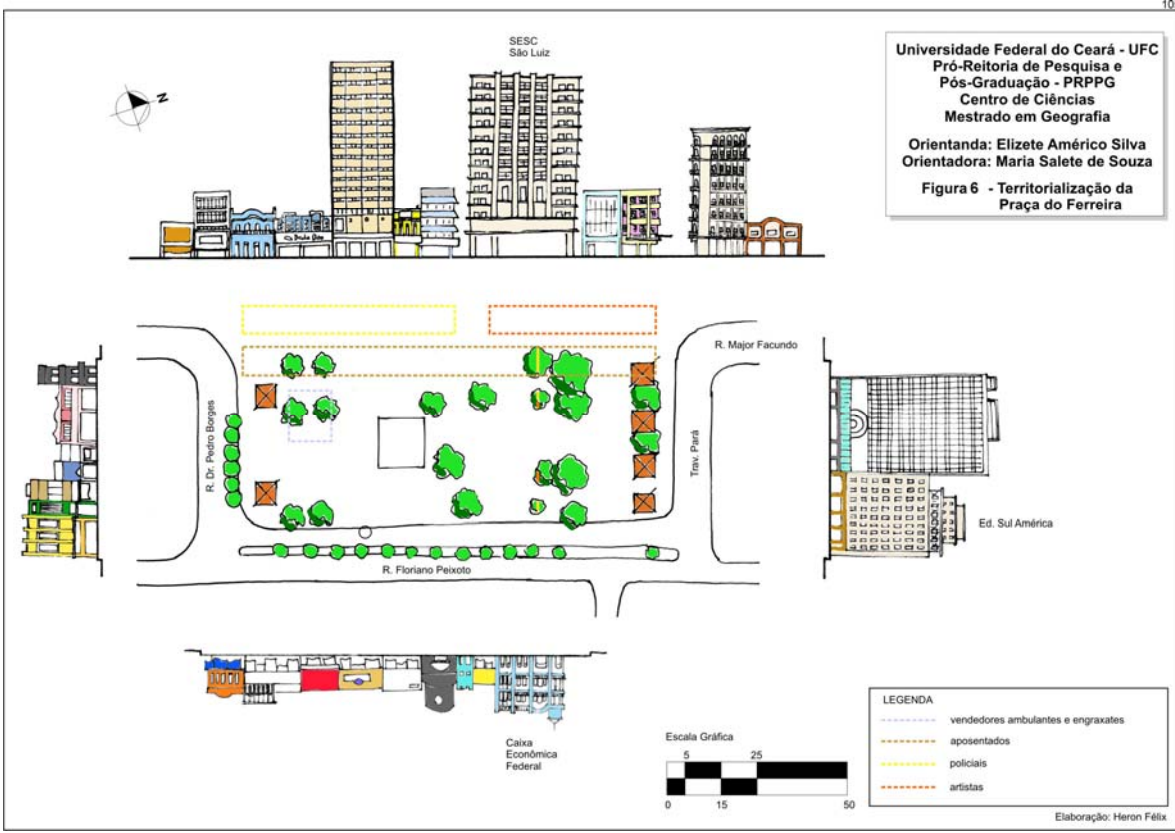 10
SESC
São Luiz
N
Universidade Federal do Ceará - UFC
Pró-Reitoria de Pesquisa e
Pós-Graduação - PRPPG
Centro de Ciências
Mestrado em Geografia
Orientanda: Elizete Américo Silva
Orientadora: Maria Salete de Souza
Figura 6 - Territorialização da
Praça do Ferreira
R. Major Facundo
R. Dr. Pedro Borges
Trav. Pará
Ed. Sul América
R. Floriano Peixoto
Caixa
Econômica
Federal
Escala Gráfica
5 25
0 15 50
LEGENDA
vendedores ambulantes e engraxates
aposentados
policiais
artistas
Elaboração: Heron Félix